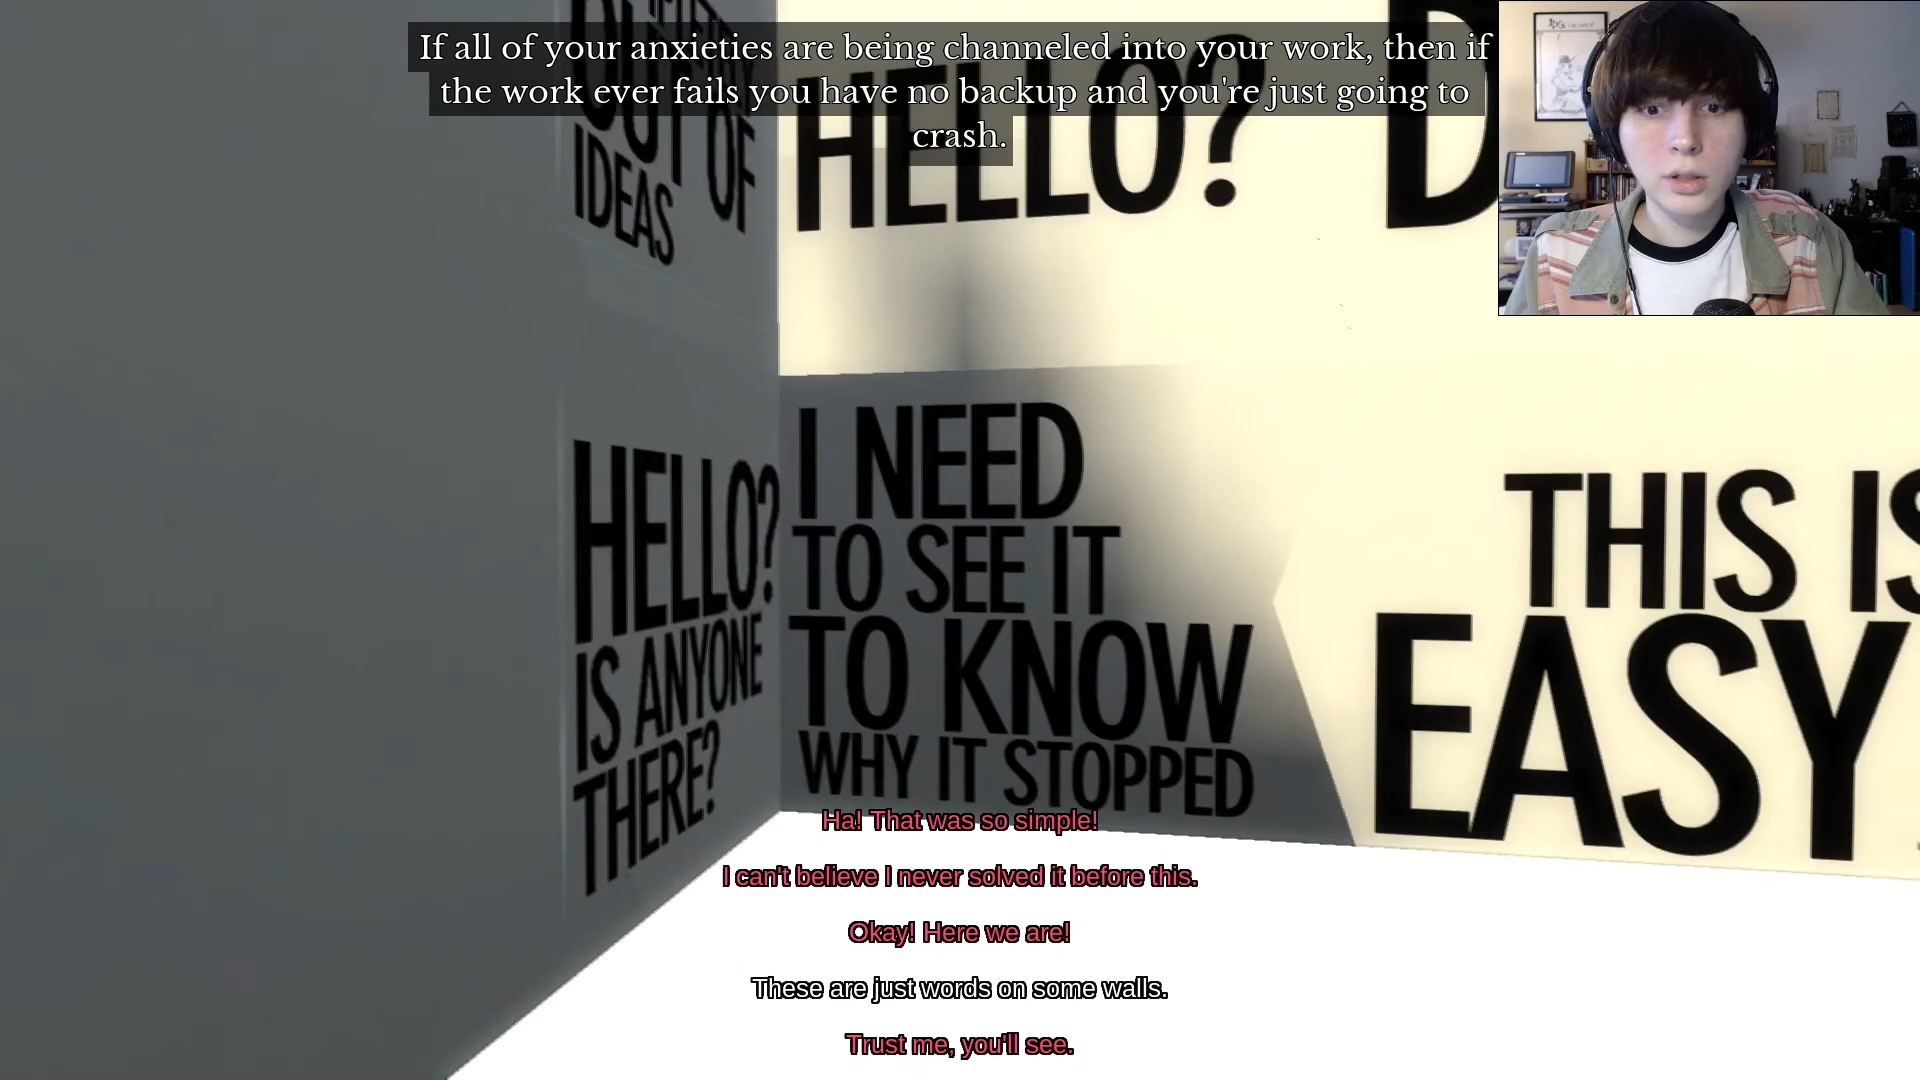 If all of your anxieties are being channeled into your work, then if
the work ever fails you have no backup and you're just going to
crash.
OUT OF
IDEAS
HELLO?
D
HELLO?
IS ANYONE
THERE?
I NEED
TO SEE IT
TO KNOW
WHY IT STOPPED
THIS IS
EASY
Ha! That was so simple!
I can't believe I never solved it before this.
Okay! Here we are!
These are just words on some walls.
Trust me, you'll see.